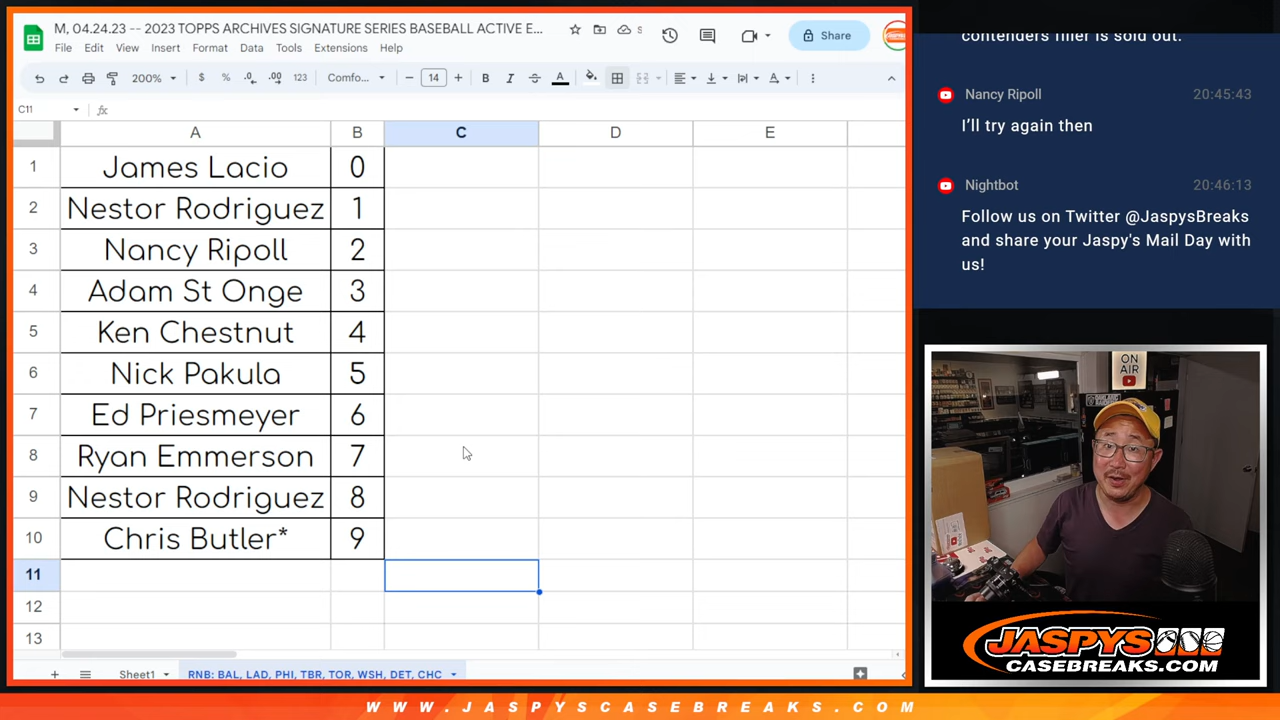 M, 04.24.23 -- 2023 TOPPS ARCHIVES SIGNATURE SERIES BASEBALL ACTIVE E...
File Edit View Insert Format Data Tools Extensions Help
Share
200% $ % .0 .00 123 Comfo... 14 B I A
C11 fx
A B C D E
1 James Lacio 0
2 Nestor Rodriguez 1
3 Nancy Ripoll 2
4 Adam St Onge 3
5 Ken Chestnut 4
6 Nick Pakula 5
7 Ed Priesmeyer 6
8 Ryan Emmerson 7
9 Nestor Rodriguez 8
10 Chris Butler* 9
11
12
13
Sheet1 RNB: BAL, LAD, PHI, TBR, TOR, WSH, DET, CHC
contenders filler is sold out.
Nancy Ripoll 20:45:43
I'll try again then
Nightbot 20:46:13
Follow us on Twitter @JaspysBreaks
and share your Jaspy's Mail Day with
us!
ON
AIR
JASPYS
CASEBREAKS.COM
WWW.JASPYSCASEBREAKS.COM